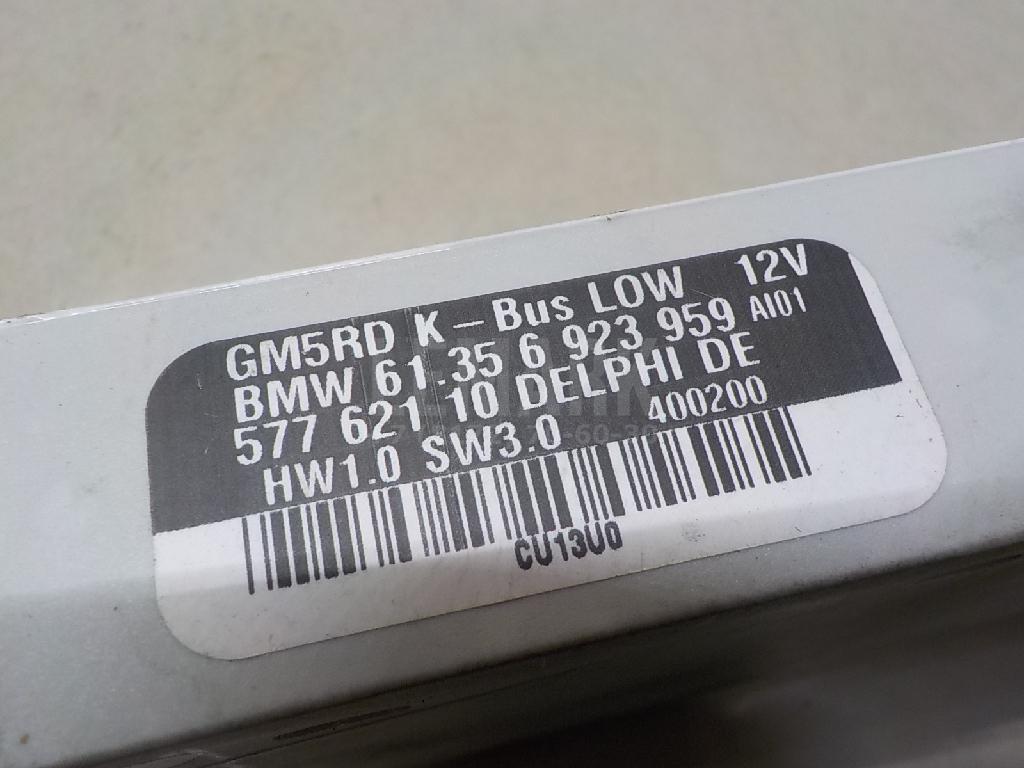 GM5RD K-Bus LOW 12V
BMW 61.35 6 923 959 AI01
577 621 10 DELPHI DE
HW1.0 SW3.0 400200
CU13U0